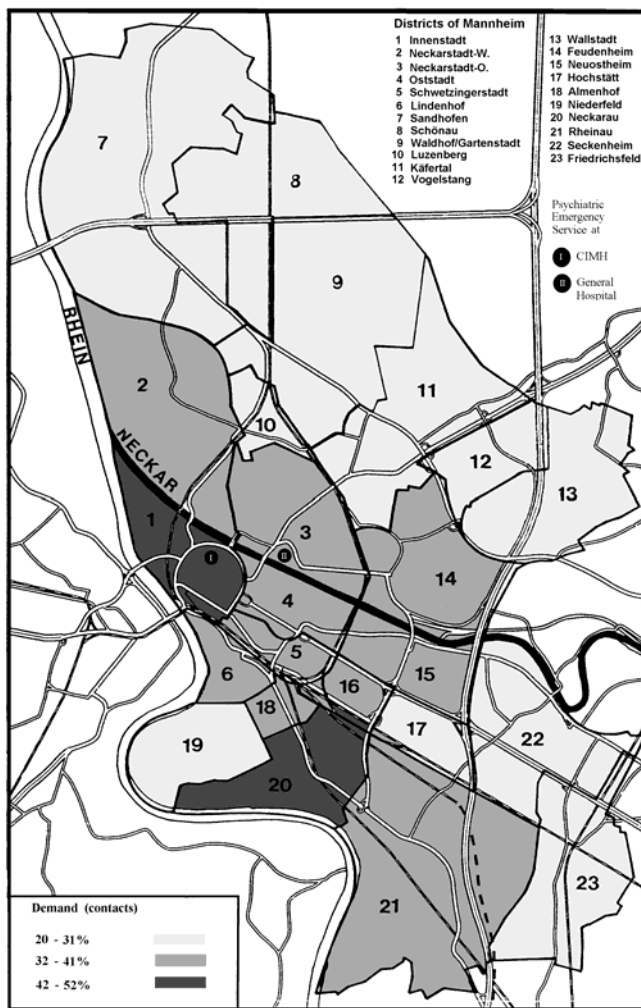 Districts of Mannheim
1 Innenstadt
2 Neckarstadt-W.
3 Neckarstadt-O.
4 Oststadt
5 Schwetzingerstadt
6 Lindenhof
7 Sandhofen
8 Schönau
9 Waldhof/Gartenstadt
10 Luzenberg
11 Käfertal
12 Vogelstang
13 Wallstadt
14 Feudenheim
15 Neuostheim
17 Hochstätt
18 Almenhof
19 Niederfeld
20 Neckarau
21 Rheinau
22 Seckenheim
23 Friedrichsfeld
Psychiatric
Emergency
Service at
I CIMH
II General
Hospital
7
8
9
RHEIN
2
11
10
12
13
NECKAR
1
I
3
II
14
4
5
6
15
16
18
17
19
22
20
21
23
Demand (contacts)
20 - 31%
32 - 41%
42 - 52%